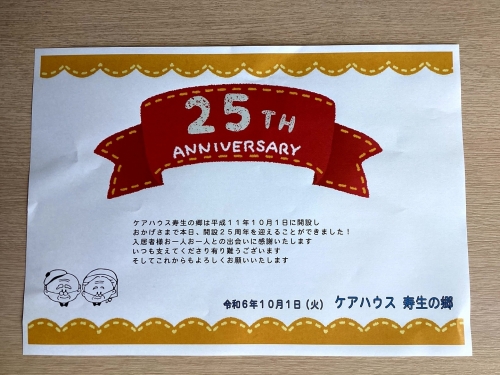 25TH
ANNIVERSARY
ケアハウス寿生の郷は平成11年10月1日に開設し
おかげさまで本日、開設25周年を迎えることができました！
入居者様お一人お一人との出会いに感謝いたします
いつも支えてくださり有り難うございます
そしてこれからもよろしくお願いいたします
令和6年10月1日（火） ケアハウス 寿生の郷